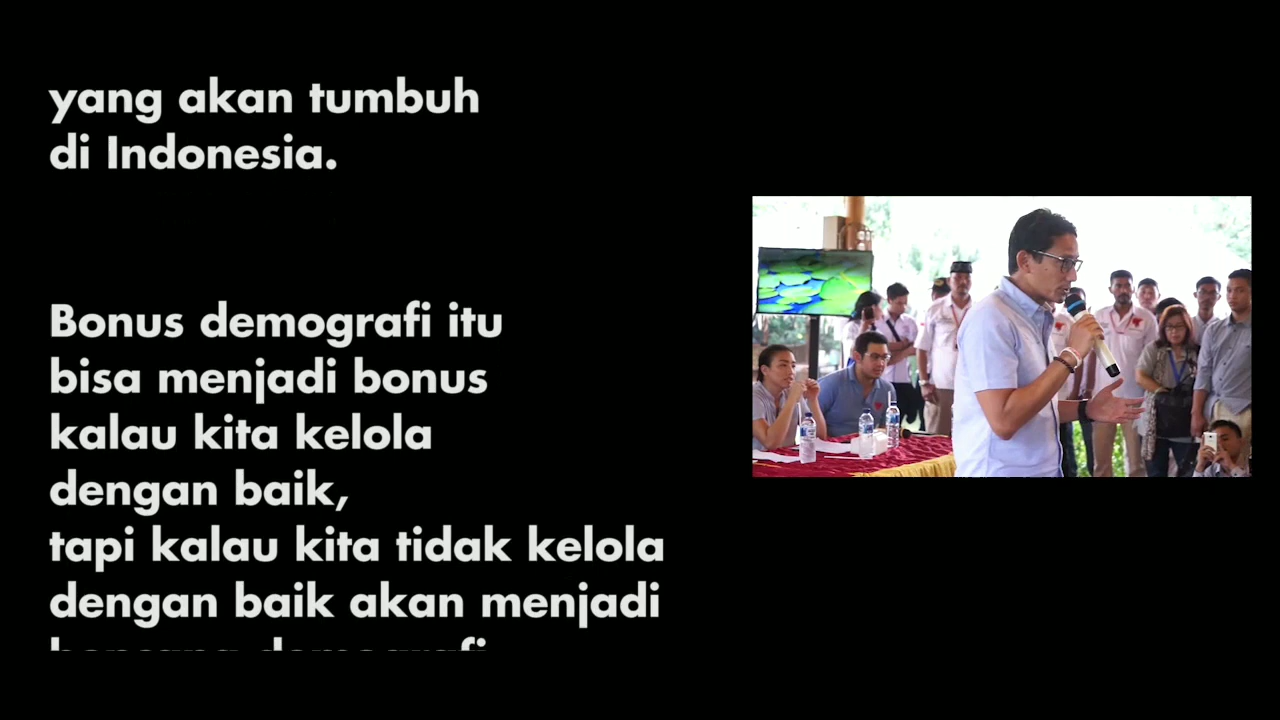 yang akan tumbuh
di Indonesia.
Bonus demografi itu
bisa menjadi bonus
kalau kita kelola
dengan baik,
tapi kalau kita tidak kelola
dengan baik akan menjadi
demografi